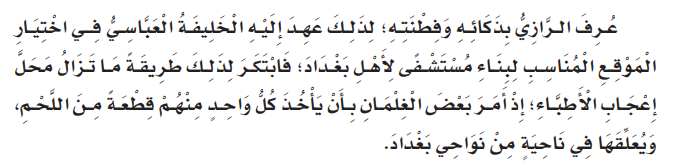 عُرِفَ الرَّازِيُّ بِذَكَائِهِ وَفِطْنَتِهِ؛ لِذَلِكَ عَهِدَ إِلَيْهِ الْخَلِيفَةُ الْعَبَّاسِيُّ فِي اخْتِيَارِ
الْمَوْقِعِ الْمُنَاسِبِ لِبِنَاءِ مُسْتَشْفًى لِأَهْلِ بَغْدَادَ؛ فَابْتَكَرَ لِذَلِكَ طَرِيقَةً مَا تَزَالُ مَحَلَّ
إِعْجَابِ الْأَطِبَّاءِ؛ إِذْ أَمَرَ بَعْضَ الْغِلْمَانِ بِأَنْ يَأْخُذَ كُلُّ وَاحِدٍ مِنْهُمْ قِطْعَةً مِنَ اللَّحْمِ،
وَيُعَلِّقَهَا فِي نَاحِيَةٍ مِنْ نَوَاحِي بَغْدَادَ.